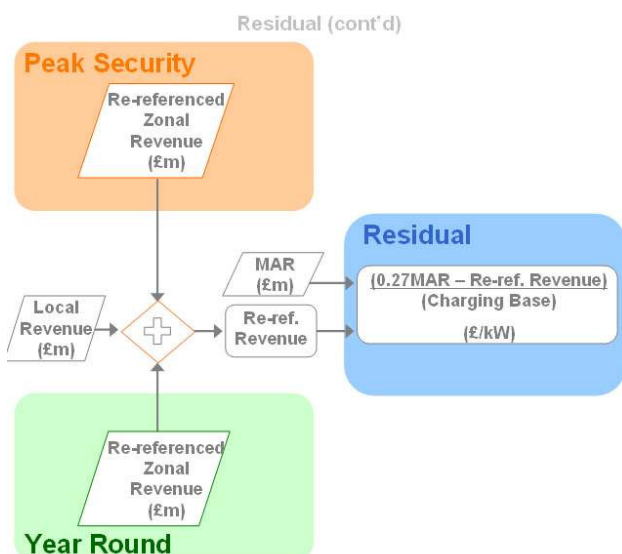 Residual (cont'd)
Peak Security
Re-referenced
Zonal
Revenue
(£m)
Residual
MAR
(£m)
(0.27MAR – Re-ref. Revenue)
(Charging Base)
(£/kW)
Local
Revenue
(£m)
Re-ref.
Revenue
Re-referenced
Zonal
Revenue
(£m)
Year Round